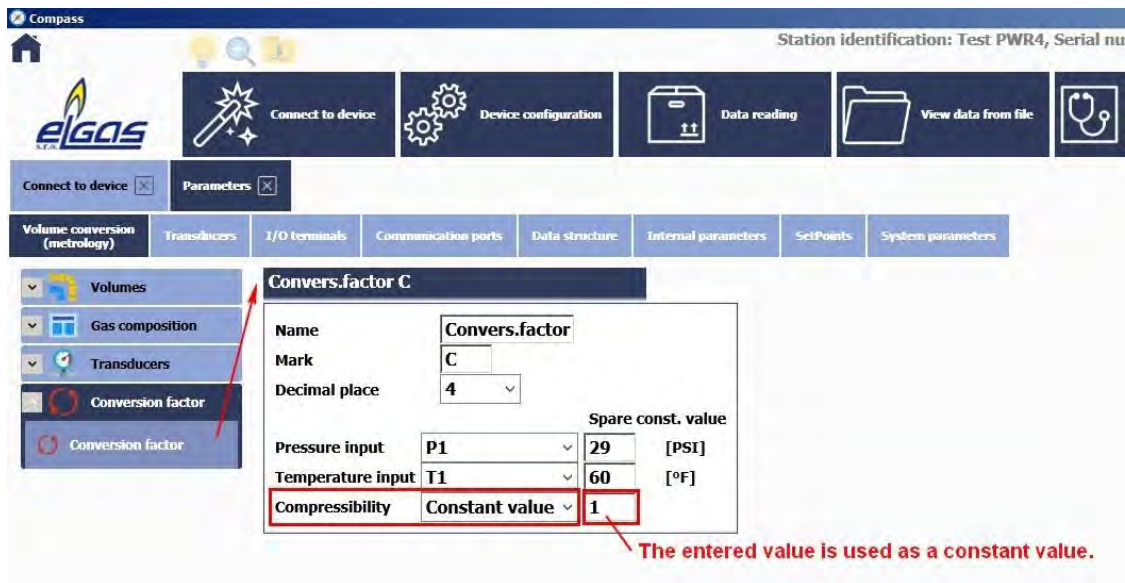 Compass
Station identification: Test PWR4, Serial nu
elgas
s.r.o.
Connect to device
Device configuration
Data reading
View data from file
Connect to device
Parameters
Volume conversion
(metrology)
Transducers
I/O terminals
Communication ports
Data structure
Internal parameters
SetPoints
System parameters
Volumes
Gas composition
Transducers
Conversion factor
Conversion factor
Convers.factor C
Name Convers.factor
Mark C
Decimal place 4
Spare const. value
Pressure input P1 29 [PSI]
Temperature input T1 60 [°F]
Compressibility Constant value 1
The entered value is used as a constant value.